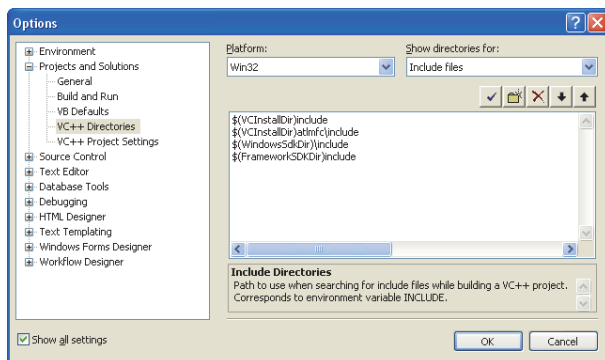 Options
Environment
Projects and Solutions
General
Build and Run
VB Defaults
VC++ Directories
VC++ Project Settings
Source Control
Text Editor
Database Tools
Debugging
HTML Designer
Text Templating
Windows Forms Designer
Workflow Designer
Show all settings
Platform:
Win32
Show directories for:
Include files
$(VCInstallDir)include
$(VCInstallDir)atlmfc\include
$(WindowsSdkDir)\include
$(FrameworkSDKDir)include
Include Directories
Path to use when searching for include files while building a VC++ project.
Corresponds to environment variable INCLUDE.
OK
Cancel